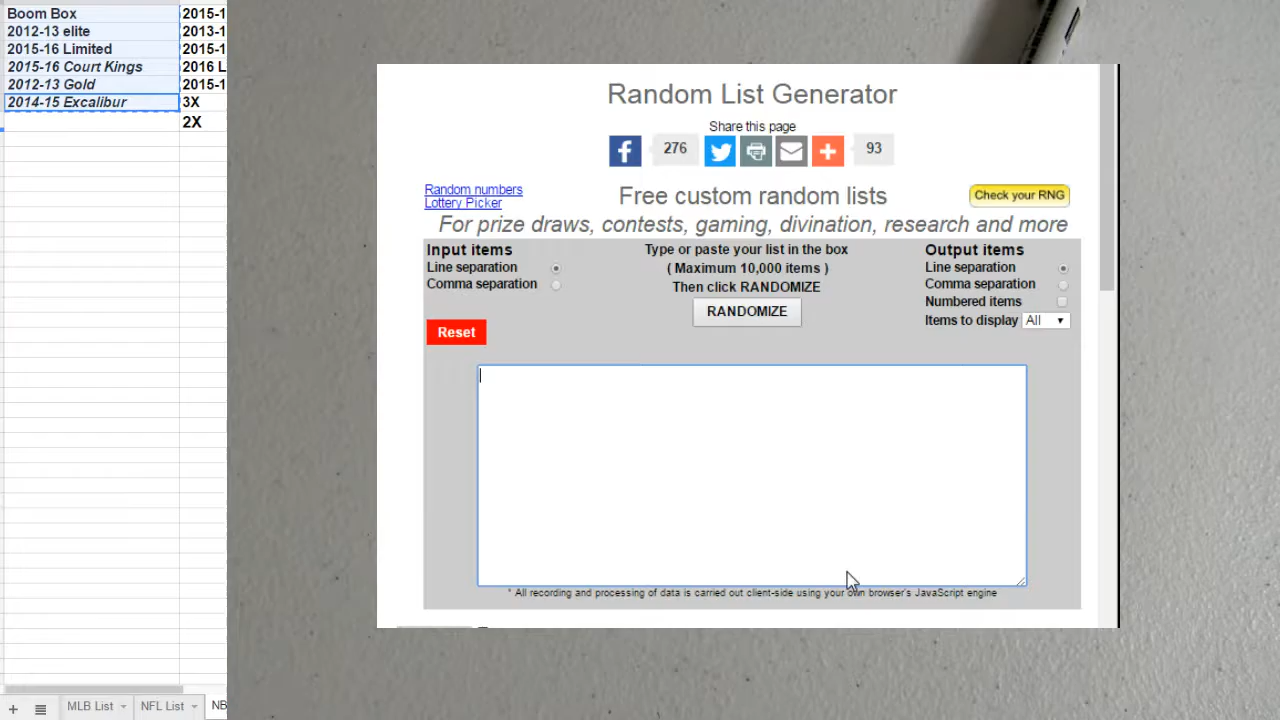 Boom Box 2015-1
2012-13 elite 2013-1
2015-16 Limited 2015-1
2015-16 Court Kings 2016 L
2012-13 Gold 2015-1
2014-15 Excalibur 3X
2X
MLB List
NFL List
NB
Random List Generator
Share this page
276
93
Random numbers
Lottery Picker
Free custom random lists
Check your RNG
For prize draws, contests, gaming, divination, research and more
Input items
Line separation
Comma separation
Reset
Type or paste your list in the box
( Maximum 10,000 items )
Then click RANDOMIZE
RANDOMIZE
Output items
Line separation
Comma separation
Numbered items
Items to display All
* All recording and processing of data is carried out client-side using your own browser's JavaScript engine